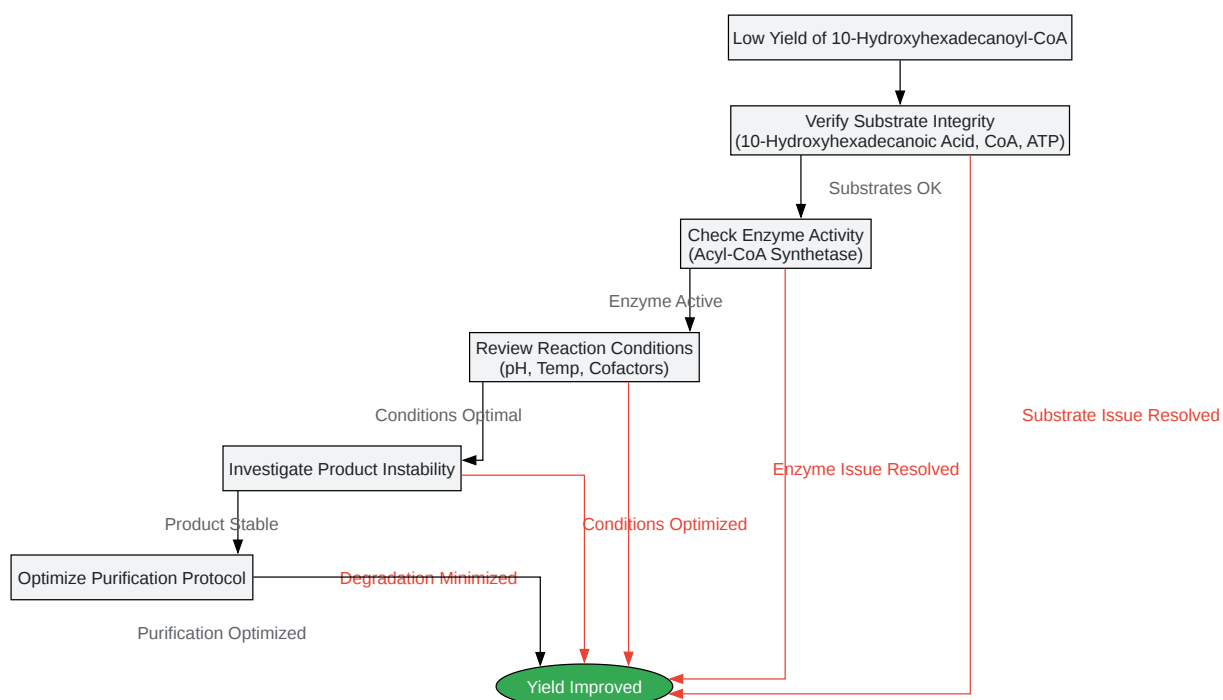 Low Yield of 10-Hydroxyhexadecanoyl-CoA
Verify Substrate Integrity
(10-Hydroxyhexadecanoic Acid, CoA, ATP)
Substrates OK
Check Enzyme Activity
(Acyl-CoA Synthetase)
Enzyme Active
Review Reaction Conditions
(pH, Temp, Cofactors)
Conditions Optimal
Substrate Issue Resolved
Investigate Product Instability
Enzyme Issue Resolved
Product Stable
Conditions Optimized
Optimize Purification Protocol
Degradation Minimized
Purification Optimized
Yield Improved